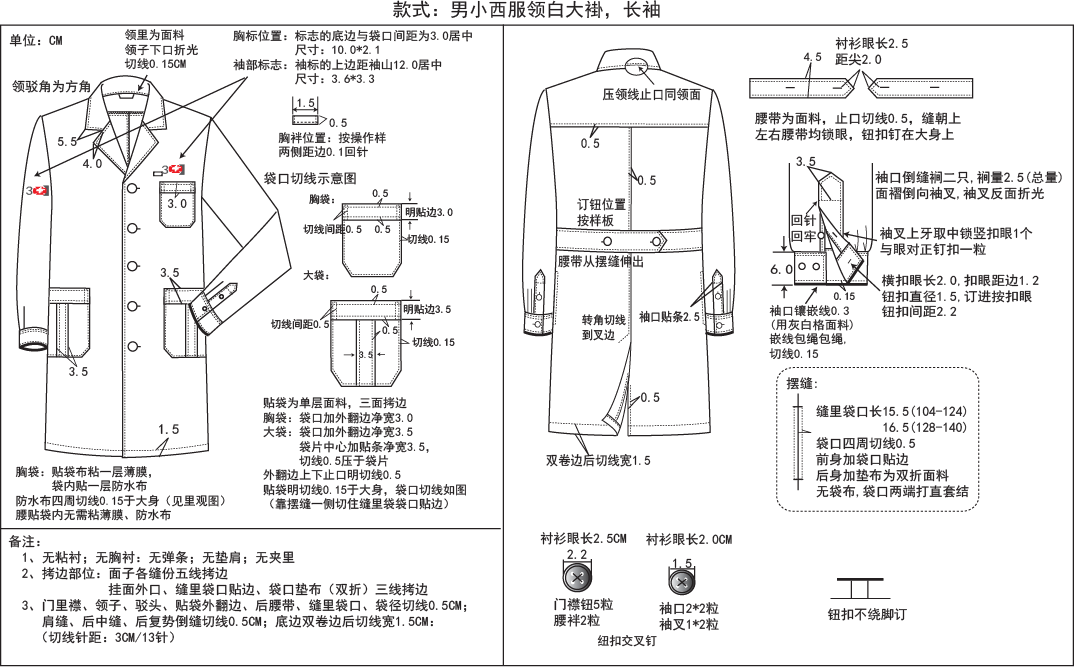 款式：男小西服领白大褂，长袖
单位：CM
领里为面料
领子下口折光
切线0.15CM
领驳角为方角
胸标位置：标志的底边与袋口间距为3.0居中
尺寸：10.0*2.1
袖部标志：袖标的上边距袖山12.0居中
尺寸：3.6*3.3
5.5
4.0
3
3
3.0
3.5
3.5
1.5
1.5
0.5
胸袢位置：按操作样
两侧距边0.1回针
袋口切线示意图
胸袋：
0.5
明贴边3.0
切线间距0.5
0.5
切线0.15
大袋：
0.5
明贴边3.5
切线间距0.5
0.5
切线0.15
3.5
贴袋为单层面料，三面拷边
胸袋：袋口加外翻边净宽3.0
大袋：袋口加外翻边净宽3.5
袋片中心加贴条净宽3.5，
切线0.5压于袋片
外翻边上下止口明切线0.5
贴袋明切线0.15于大身，袋口切线如图
（靠摆缝一侧切住缝里袋袋口贴边）
胸袋：贴袋布粘一层薄膜，
袋内贴一层防水布
防水布四周切线0.15于大身（见里观图）
腰贴袋内无需粘薄膜、防水布
备注：
1、无粘衬；无胸衬：无弹条；无垫肩；无夹里
2、拷边部位：面子各缝份五线拷边
挂面外口、缝里袋口贴边、袋口垫布（双折）三线拷边
3、门里襟、领子、驳头、贴袋外翻边、后腰带、缝里袋口、袋径切线0.5CM；
肩缝、后中缝、后复势倒缝切线0.5CM；底边双卷边后切线宽1.5CM：
（切线针距：3CM/13针）
压领线止口同领面
0.5
0.5
订钮位置
按样板
腰带从摆缝伸出
转角切线
到叉边
袖口贴条2.5
0.5
双卷边后切线宽1.5
衬衫眼长2.5
距尖2.0
4.5
腰带为面料，止口切线0.5，缝朝上
左右腰带均锁眼，钮扣钉在大身上
3.5
袖口倒缝裥二只,裥量2.5(总量)
面褶倒向袖叉,袖叉反面折光
回针
回牢
袖叉上牙取中锁竖扣眼1个
与眼对正钉扣一粒
6.0
横扣眼长2.0,扣眼距边1.2
钮扣直径1.5,订进按扣眼
钮扣间距2.2
0.15
袖口镶嵌线0.3
(用灰白格面料)
嵌线包绳包绳,
切线0.15
摆缝:
缝里袋口长15.5(104-124)
16.5(128-140)
袋口四周切线0.5
前身加袋口贴边
后身加垫布为双折面料
无袋布,袋口两端打直套结
衬衫眼长2.5CM
2.2
门襟钮5粒
腰袢2粒
衬衫眼长2.0CM
1.5
袖口2*2粒
袖叉1*2粒
纽扣交叉钉
钮扣不绕脚订